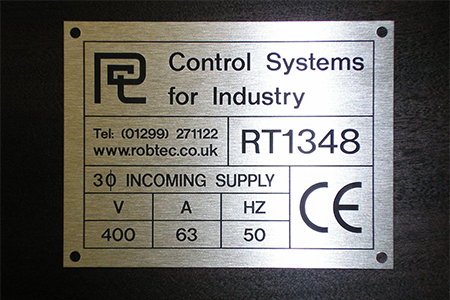 Control Systems
for Industry
Tel: (01299) 271122
www.robtec.co.uk
RT1348
3ϕ INCOMING SUPPLY
V A HZ
400 63 50
CE